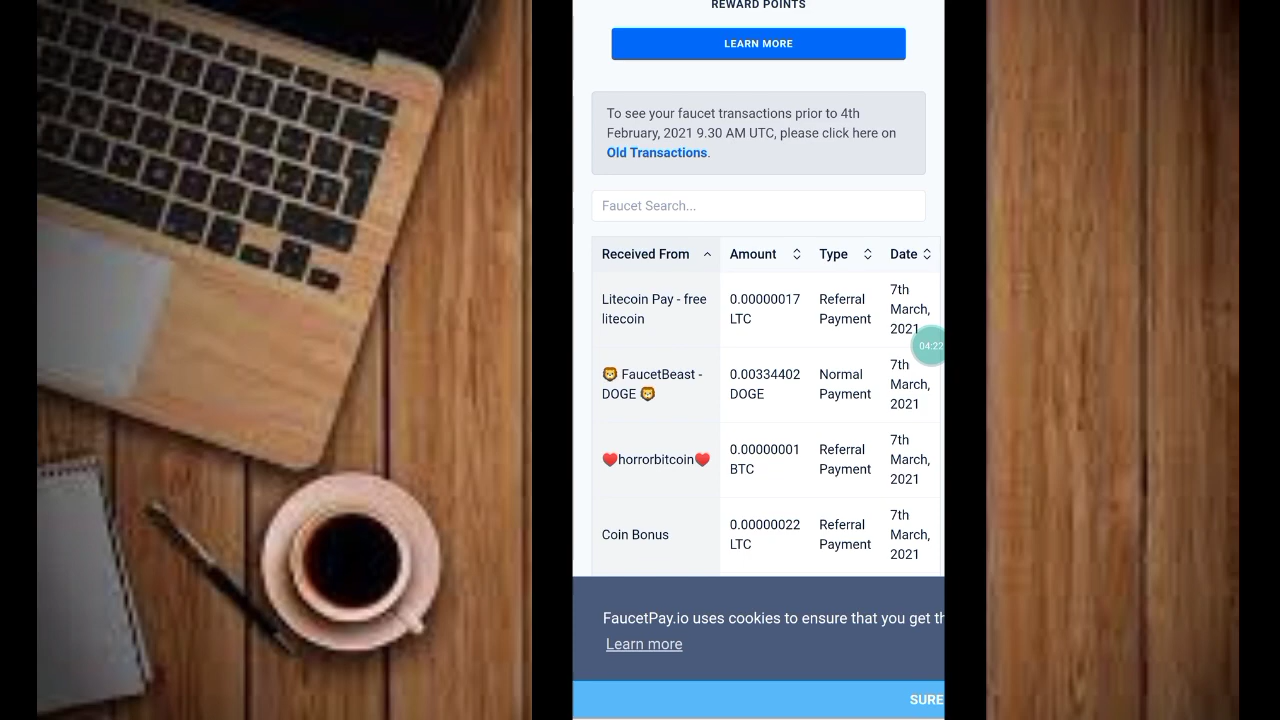 REWARD POINTS
LEARN MORE
To see your faucet transactions prior to 4th
February, 2021 9.30 AM UTC, please click here on
Old Transactions.
Faucet Search...
Received From Amount Type Date
Litecoin Pay - free
litecoin
0.00000017
LTC
Referral
Payment
7th
March,
2021
04:22
🦁 FaucetBeast -
DOGE 🦁
0.00334402
DOGE
Normal
Payment
7th
March,
2021
♥️horrorbitcoin♥️
0.00000001
BTC
Referral
Payment
7th
March,
2021
Coin Bonus
0.00000022
LTC
Referral
Payment
7th
March,
2021
FaucetPay.io uses cookies to ensure that you get th
Learn more
SURE